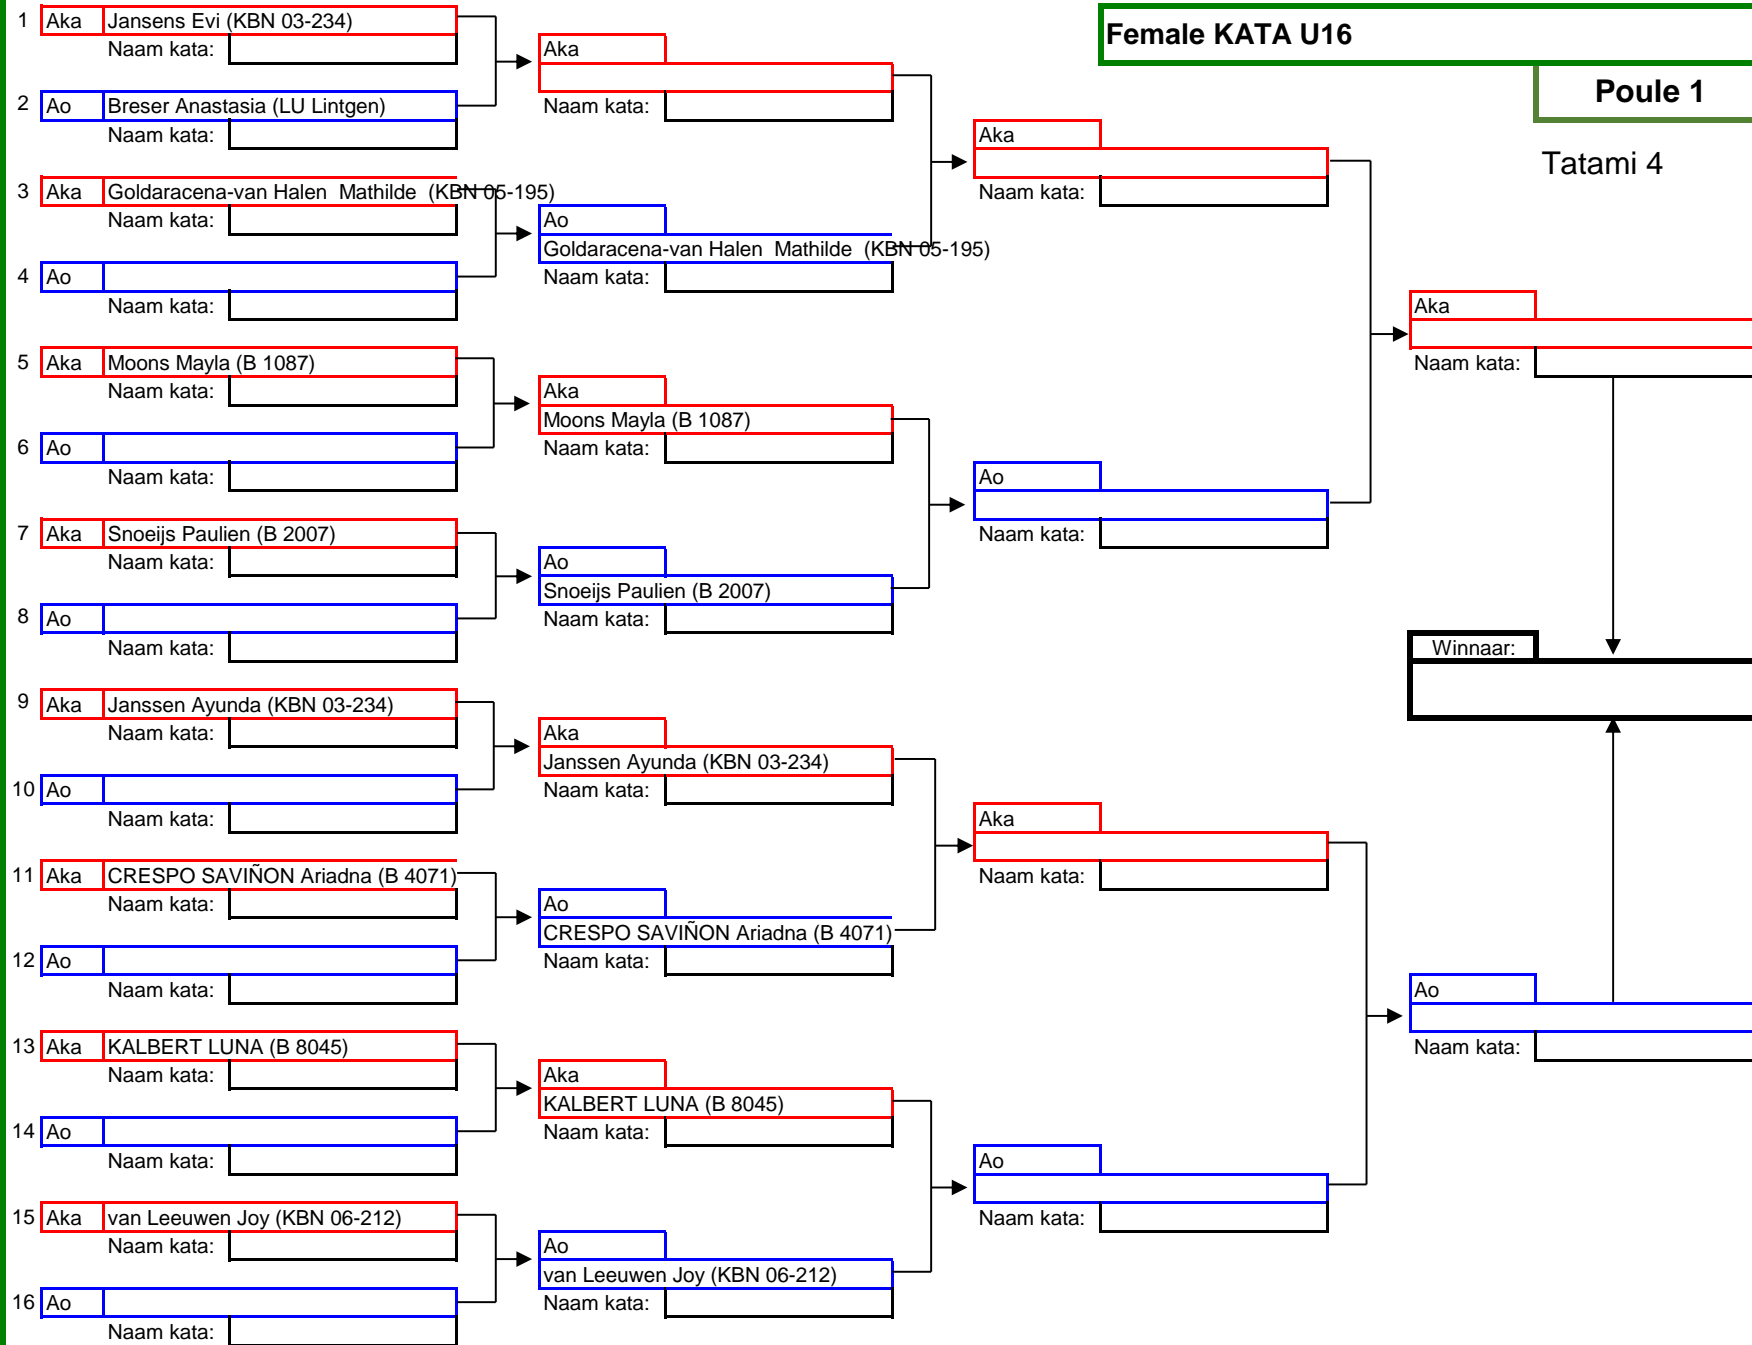 Female KATA U16
Poule 1
Tatami 4
1 Aka Jansens Evi (KBN 03-234)
Naam kata:
2 Ao Breser Anastasia (LU Lintgen)
Naam kata:
3 Aka Goldaracena-van Halen  Mathilde  (KBN 05-195)
Naam kata:
4 Ao
Naam kata:
5 Aka Moons Mayla (B 1087)
Naam kata:
6 Ao
Naam kata:
7 Aka Snoeijs Paulien (B 2007)
Naam kata:
8 Ao
Naam kata:
9 Aka Janssen Ayunda (KBN 03-234)
Naam kata:
10 Ao
Naam kata:
11 Aka CRESPO SAVIÑON Ariadna (B 4071)
Naam kata:
12 Ao
Naam kata:
13 Aka KALBERT LUNA (B 8045)
Naam kata:
14 Ao
Naam kata:
15 Aka van Leeuwen Joy (KBN 06-212)
Naam kata:
16 Ao
Naam kata:
Aka
Naam kata:
Ao
Goldaracena-van Halen  Mathilde  (KBN 05-195)
Naam kata:
Aka
Moons Mayla (B 1087)
Naam kata:
Ao
Snoeijs Paulien (B 2007)
Naam kata:
Aka
Janssen Ayunda (KBN 03-234)
Naam kata:
Ao
CRESPO SAVIÑON Ariadna (B 4071)
Naam kata:
Aka
KALBERT LUNA (B 8045)
Naam kata:
Ao
van Leeuwen Joy (KBN 06-212)
Naam kata:
Aka
Naam kata:
Ao
Naam kata:
Aka
Naam kata:
Ao
Naam kata:
Aka
Naam kata:
Winnaar:
Ao
Naam kata: